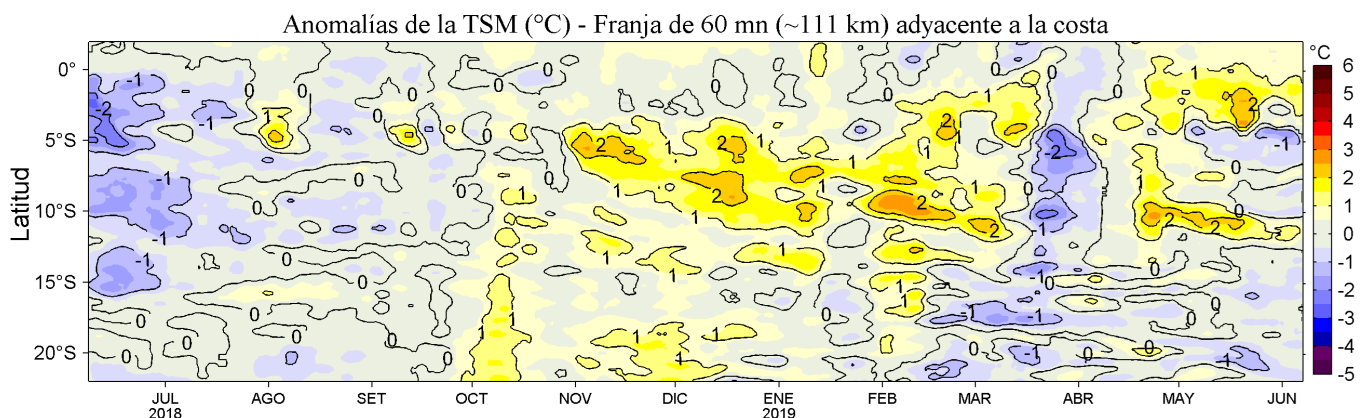 Anomalías de la TSM (°C) - Franja de 60 mn (~111 km) adyacente a la costa
°C
Latitud
0°
5°S
10°S
15°S
20°S
JUL AGO SET OCT NOV DIC ENE FEB MAR ABR MAY JUN
2018 2019
6
5
4
3
2
1
0
-1
-2
-3
-4
-5